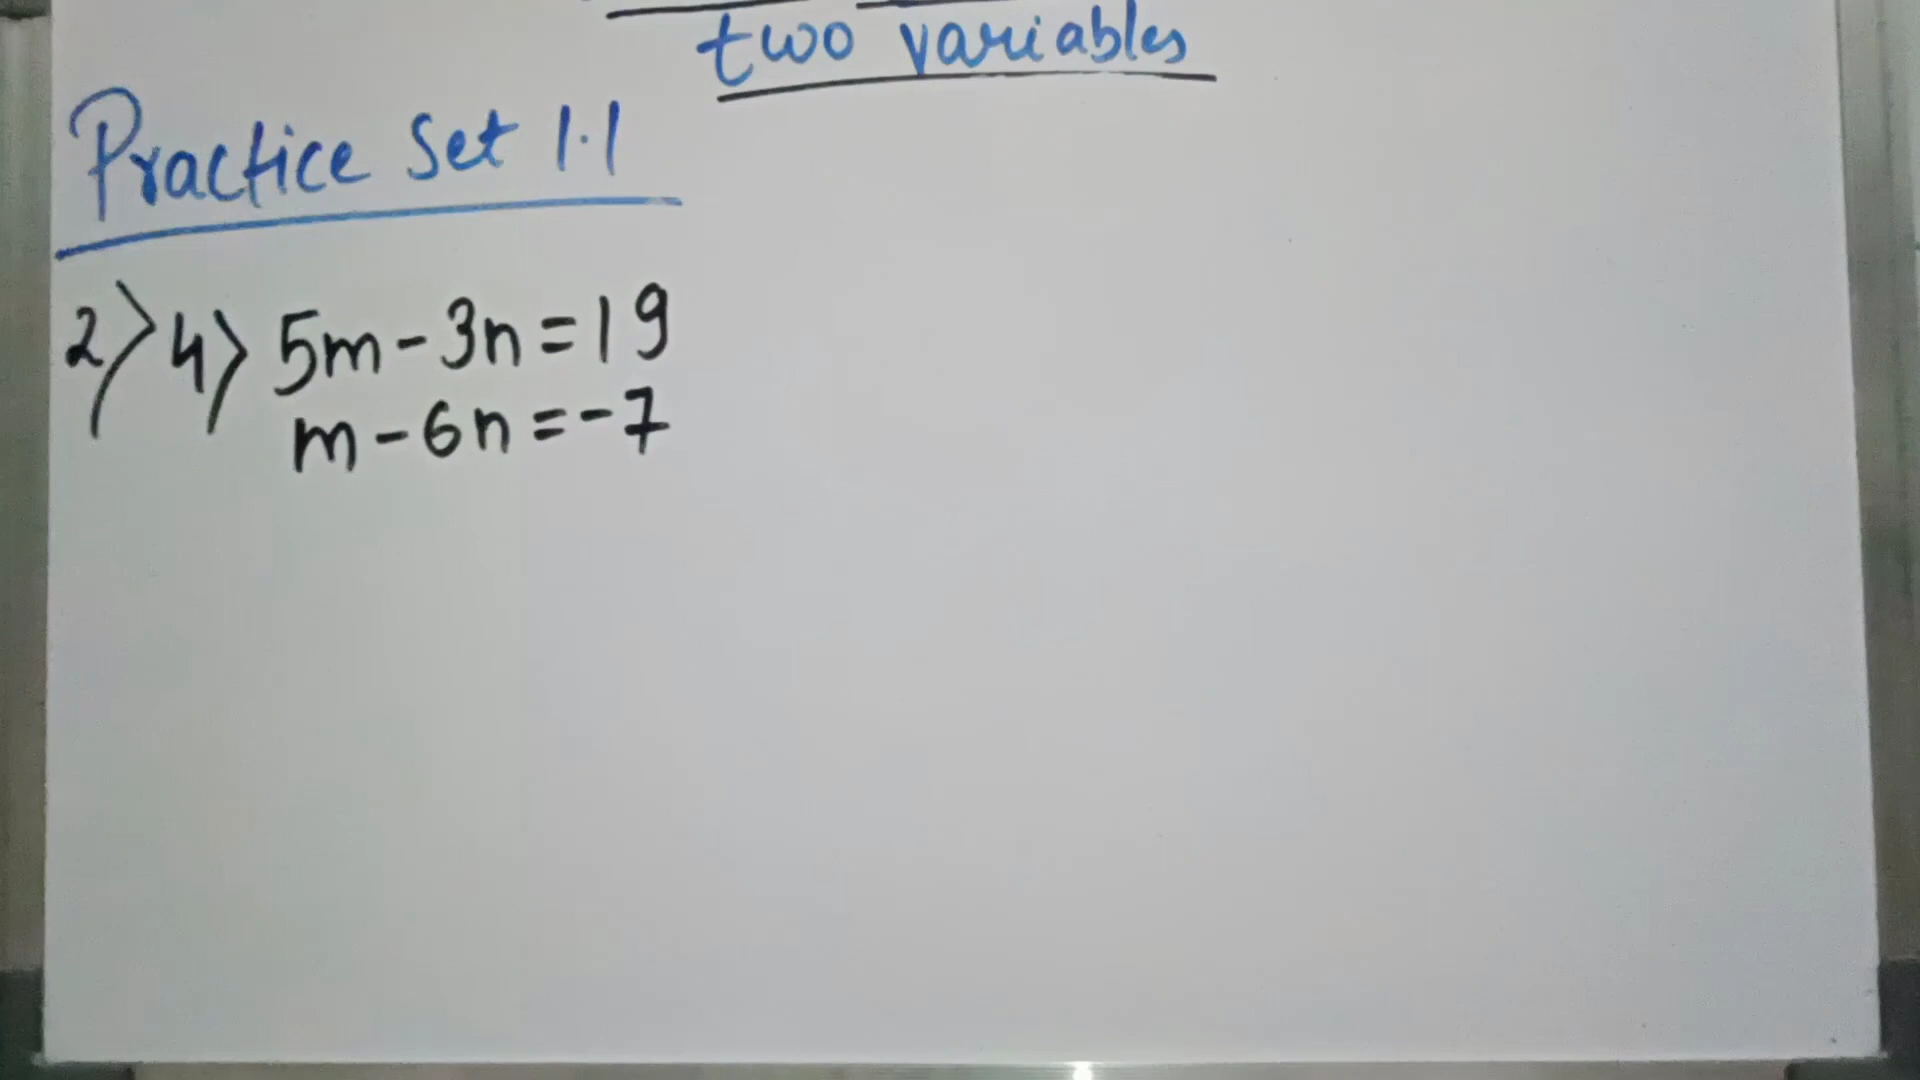 two variables
Practice Set 1.1
2) 4) 5m - 3n = 19
m - 6n = -7